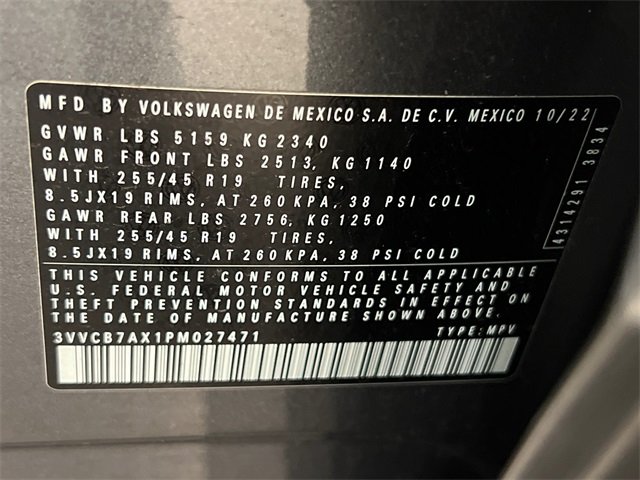 MFD BY VOLKSWAGEN DE MEXICO S.A. DE C.V. MEXICO 10/22
GVWR LBS 5159 KG 2340
GAWR FRONT LBS 2513, KG 1140
WITH 255/45 R19 TIRES,
8.5JX19 RIMS, AT 260 KPA, 38 PSI COLD
GAWR REAR LBS 2756, KG 1250
WITH 255/45 R19 TIRES,
8.5JX19 RIMS, AT 260 KPA, 38 PSI COLD
4314291 3834
THIS VEHICLE CONFORMS TO ALL APPLICABLE
U.S. FEDERAL MOTOR VEHICLE SAFETY AND
THEFT PREVENTION STANDARDS IN EFFECT ON
THE DATE OF MANUFACTURE SHOWN ABOVE.
3VVCB7AX1PM027471 TYPE: MPV